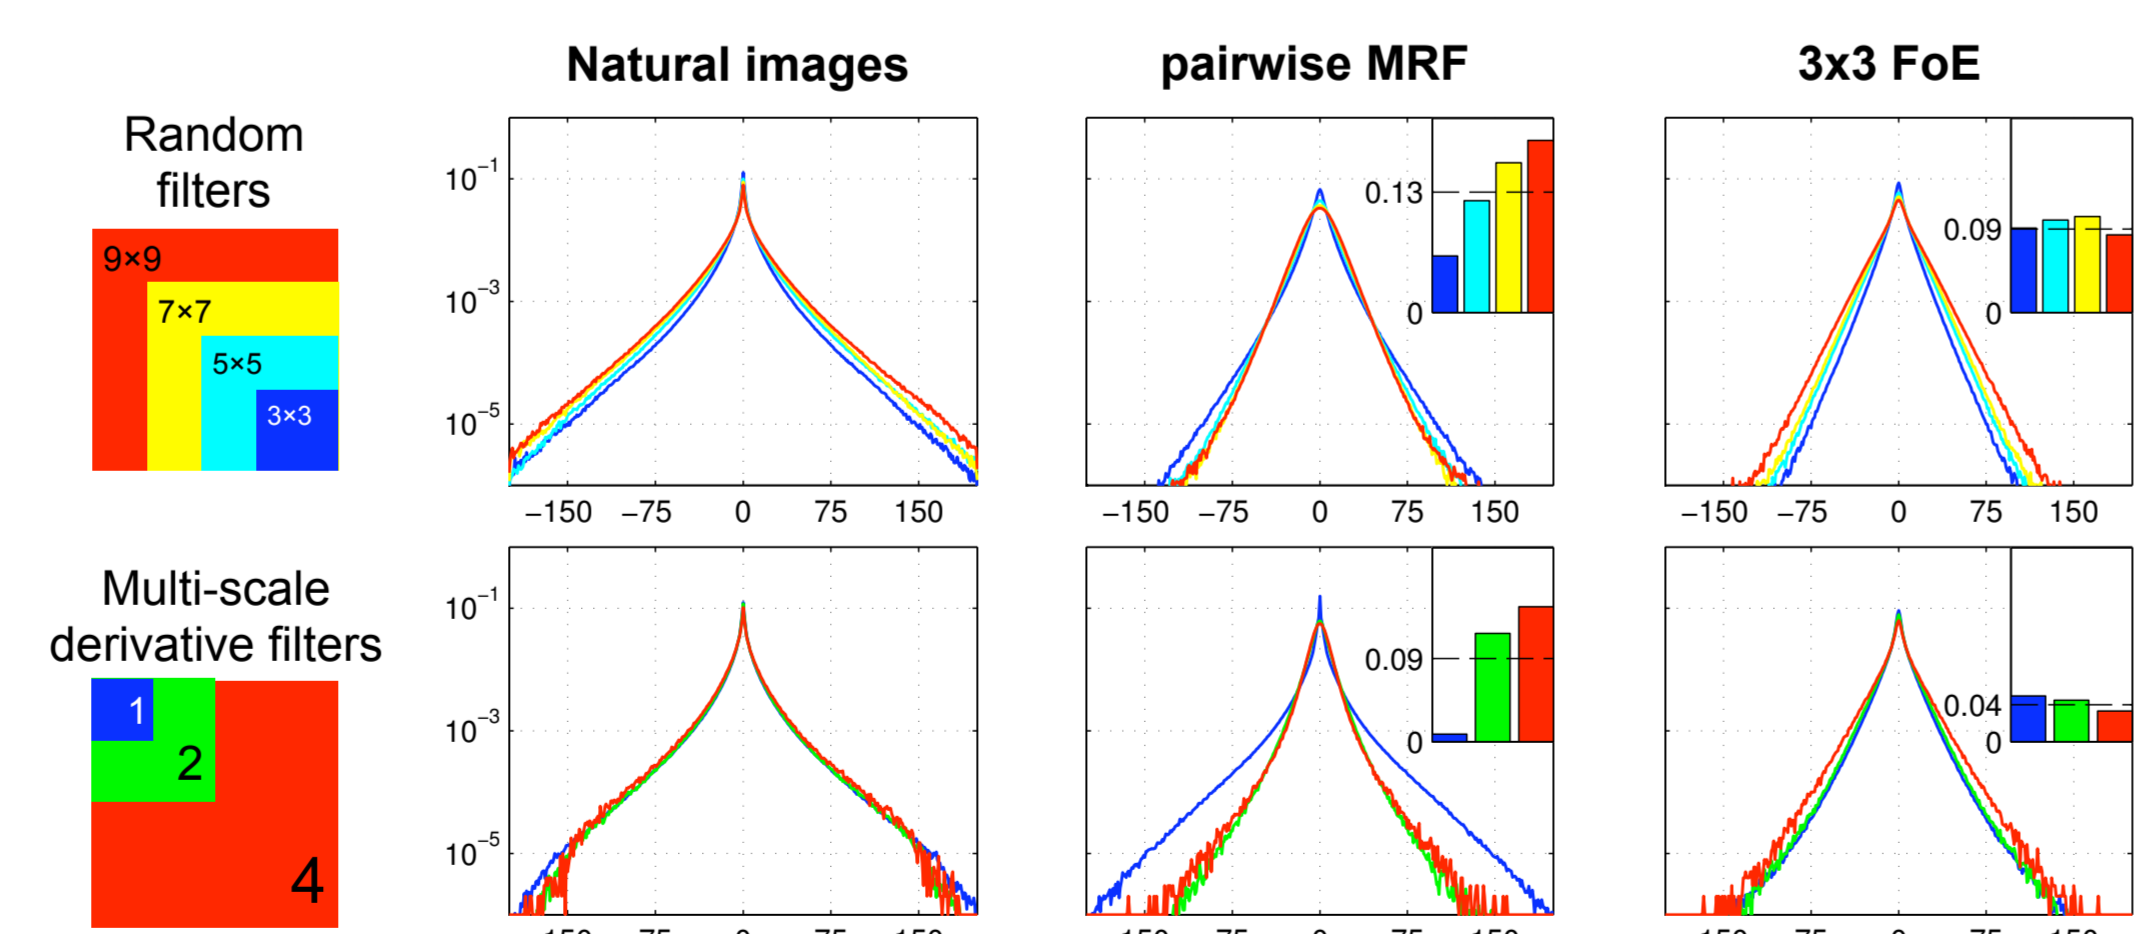 Natural images
pairwise MRF
3x3 FoE
Random
filters
9×9
7×7
5×5
3×3
10⁻¹
10⁻³
10⁻⁵
−150 −75 0 75 150
0.13
0
−150 −75 0 75 150
0.09
0
−150 −75 0 75 150
Multi-scale
derivative filters
1
2
4
10⁻¹
10⁻³
10⁻⁵
0.09
0
0.04
0